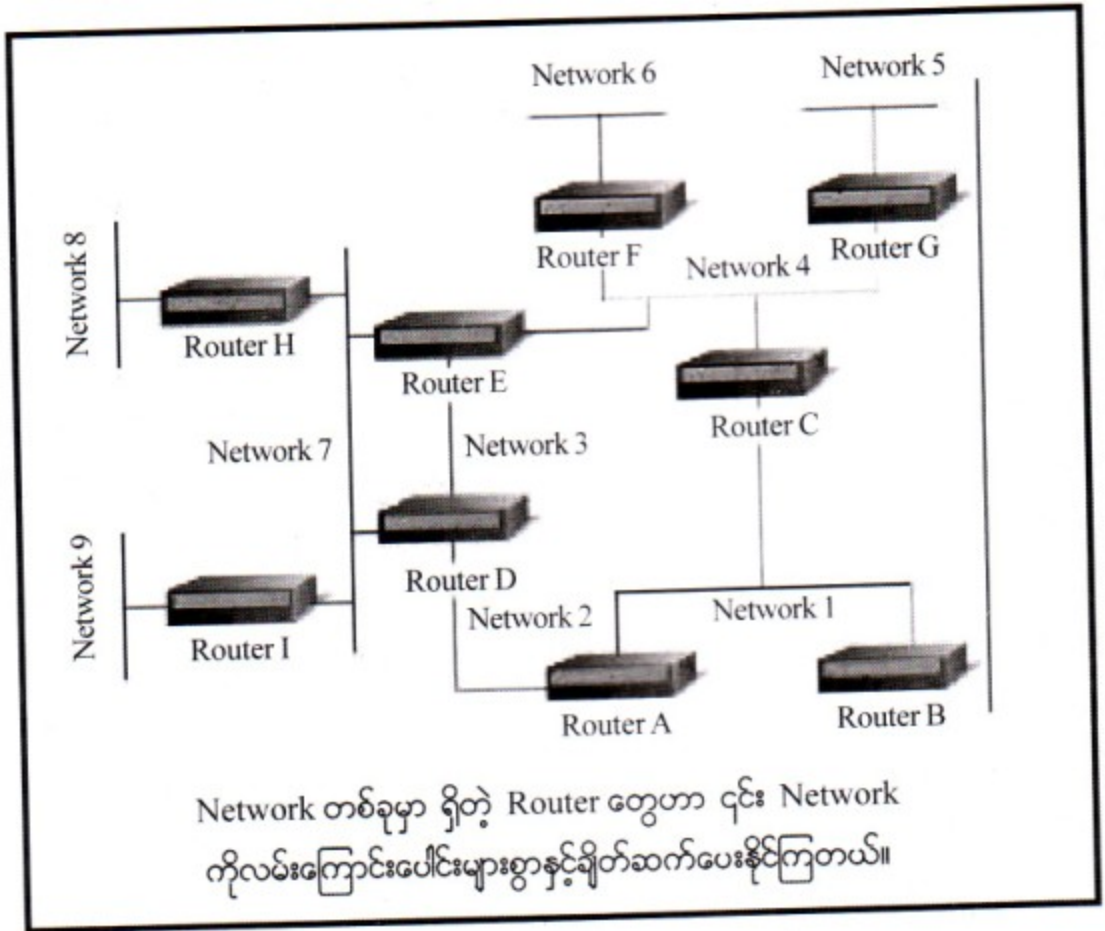 Network 6
Network 5
Network 8
Router F
Network 4
Router G
Router H
Router E
Router C
Network 7
Network 3
Network 9
Router D
Network 2
Network 1
Router I
Router A
Router B
Network တစ်ခုမှာ ရှိတဲ့ Router တွေဟာ ၎င်း Network
ကိုလမ်းကြောင်းပေါင်းများစွာနှင့်ချိတ်ဆက်ပေးနိုင်ကြတယ်။